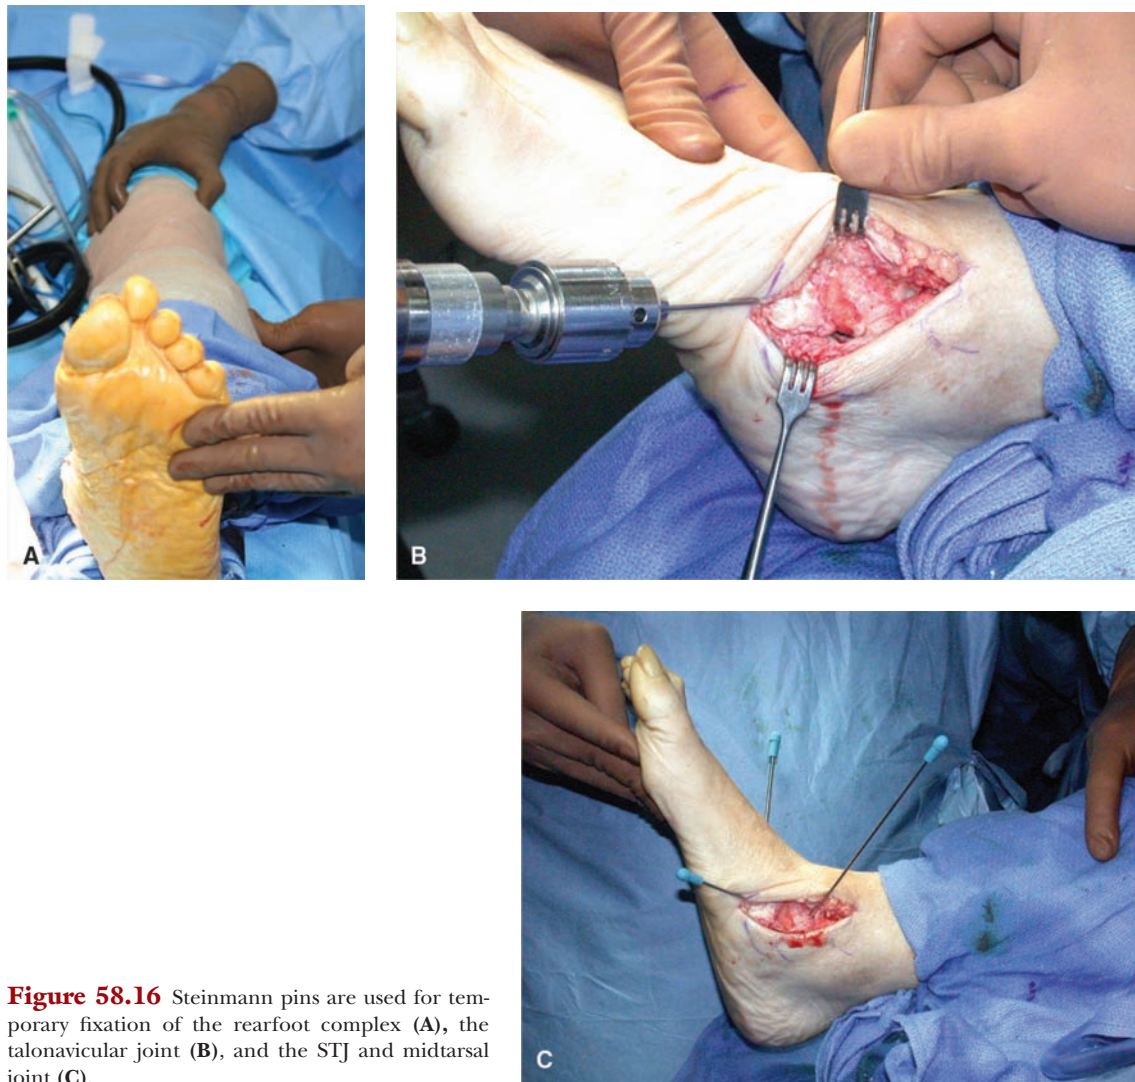 A
B
C
Figure 58.16 Steinmann pins are used for tem-
porary fixation of the rearfoot complex (A), the
talonavicular joint (B), and the STJ and midtarsal
joint (C)